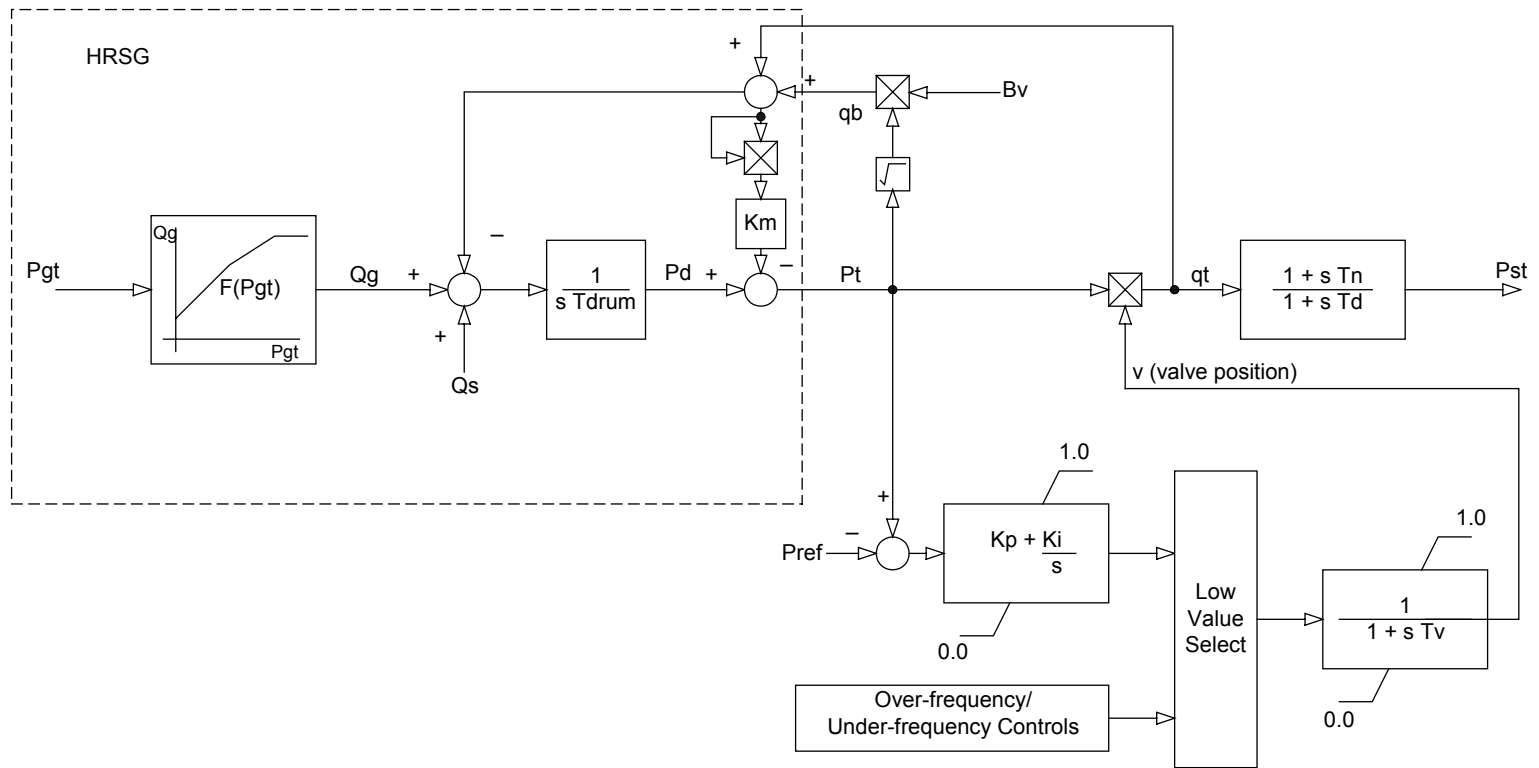 HRSG
+
+
qb
Bv
Km
Qg
F(Pgt)
Pgt
Pgt
Qg
+
−
+
Qs
1
s Tdrum
Pd
+
−
Pt
qt
1 + s Tn
1 + s Td
Pst
v (valve position)
1.0
+
−
Pref
Kp + Ki
s
0.0
Low
Value
Select
1.0
1
1 + s Tv
0.0
Over-frequency/
Under-frequency Controls